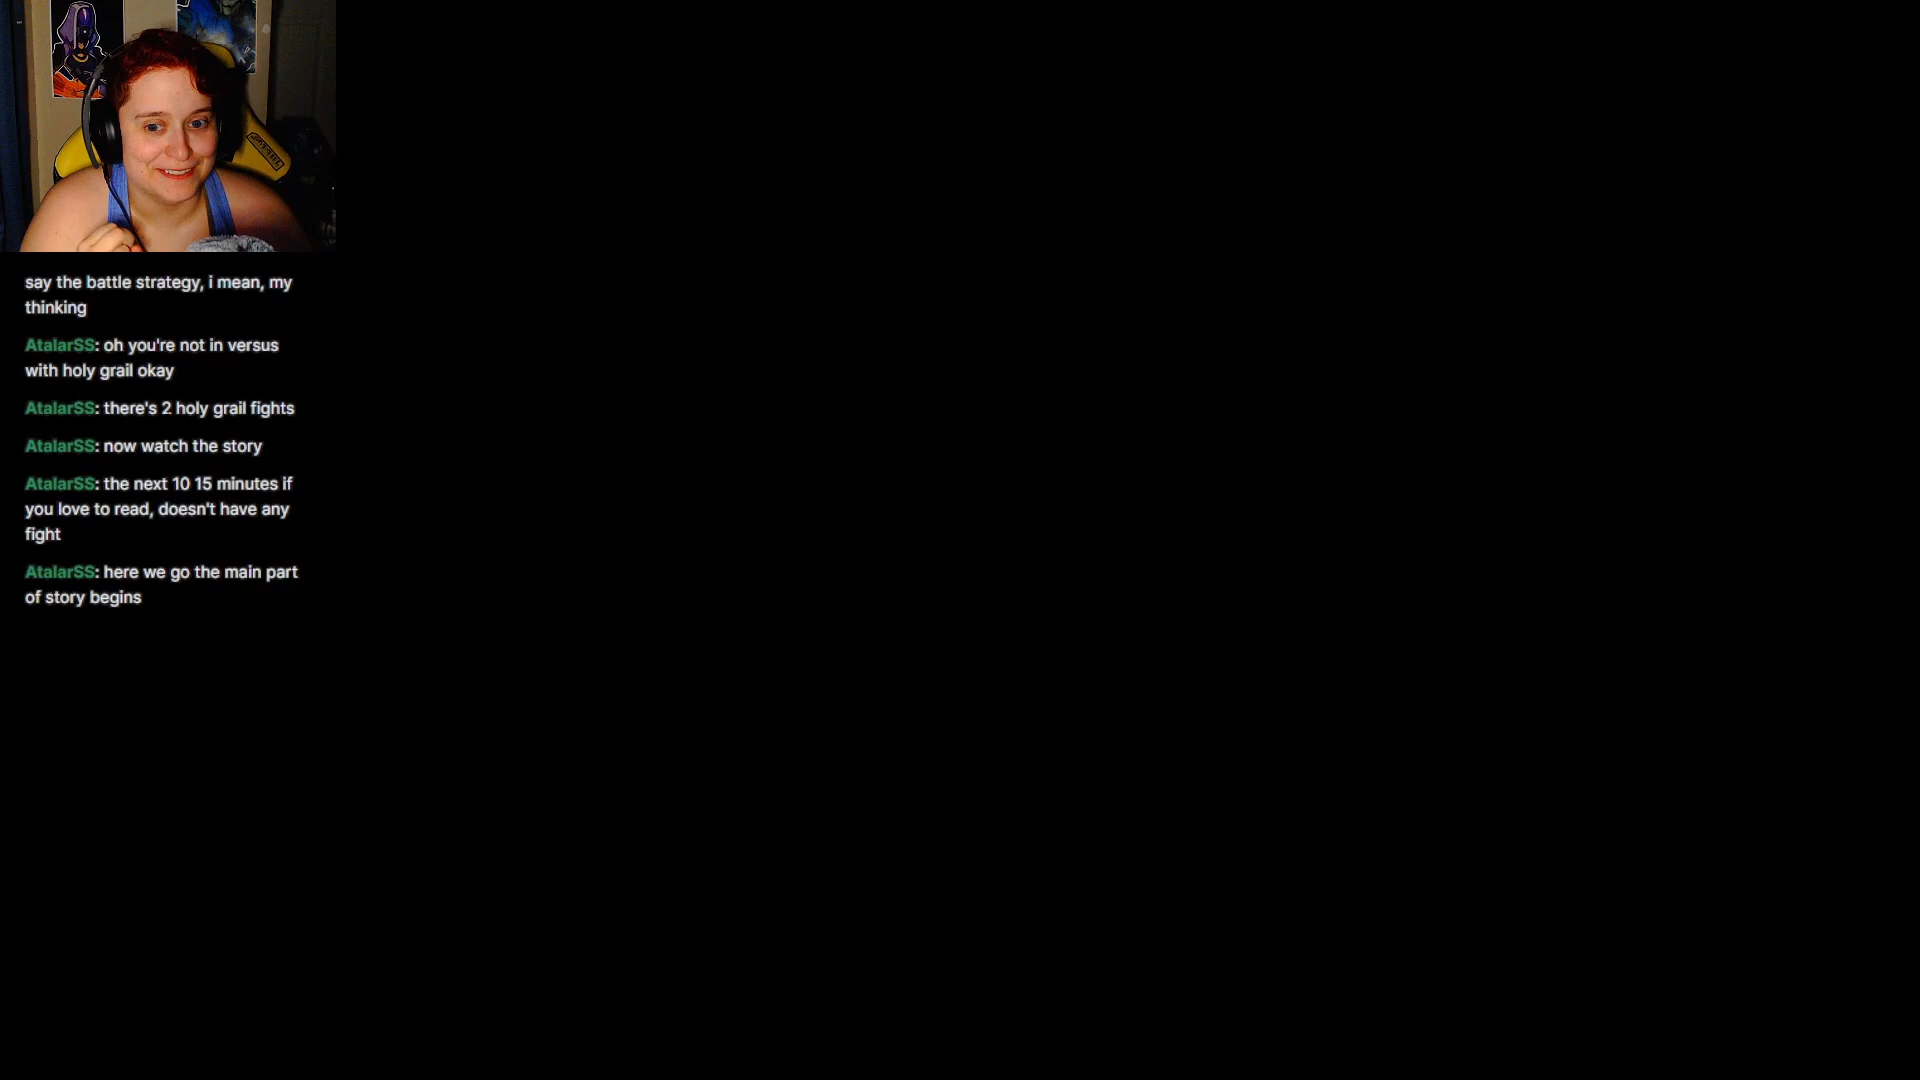 say the battle strategy, i mean, my
thinking
AtalarSS: oh you're not in versus
with holy grail okay
AtalarSS: there's 2 holy grail fights
AtalarSS: now watch the story
AtalarSS: the next 10 15 minutes if
you love to read, doesn't have any
fight
AtalarSS: here we go the main part
of story begins